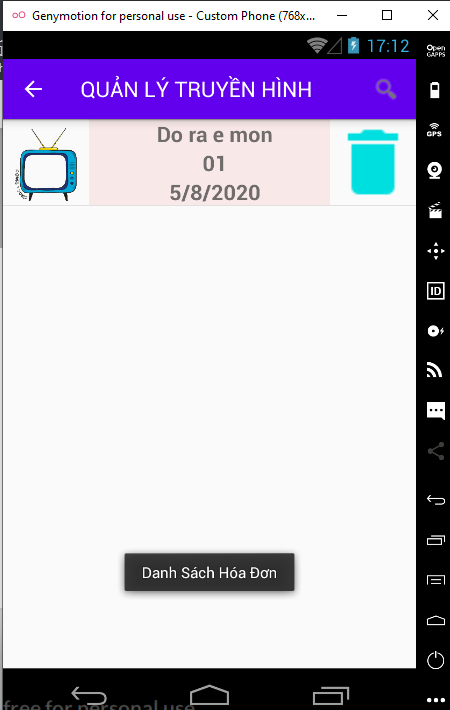 Genymotion for personal use - Custom Phone (768x...
17:12
Open
GAPPS
QUẢN LÝ TRUYỀN HÌNH
GPS
Do ra e mon
01
5/8/2020
ID
Danh Sách Hóa Đơn
free for personal use